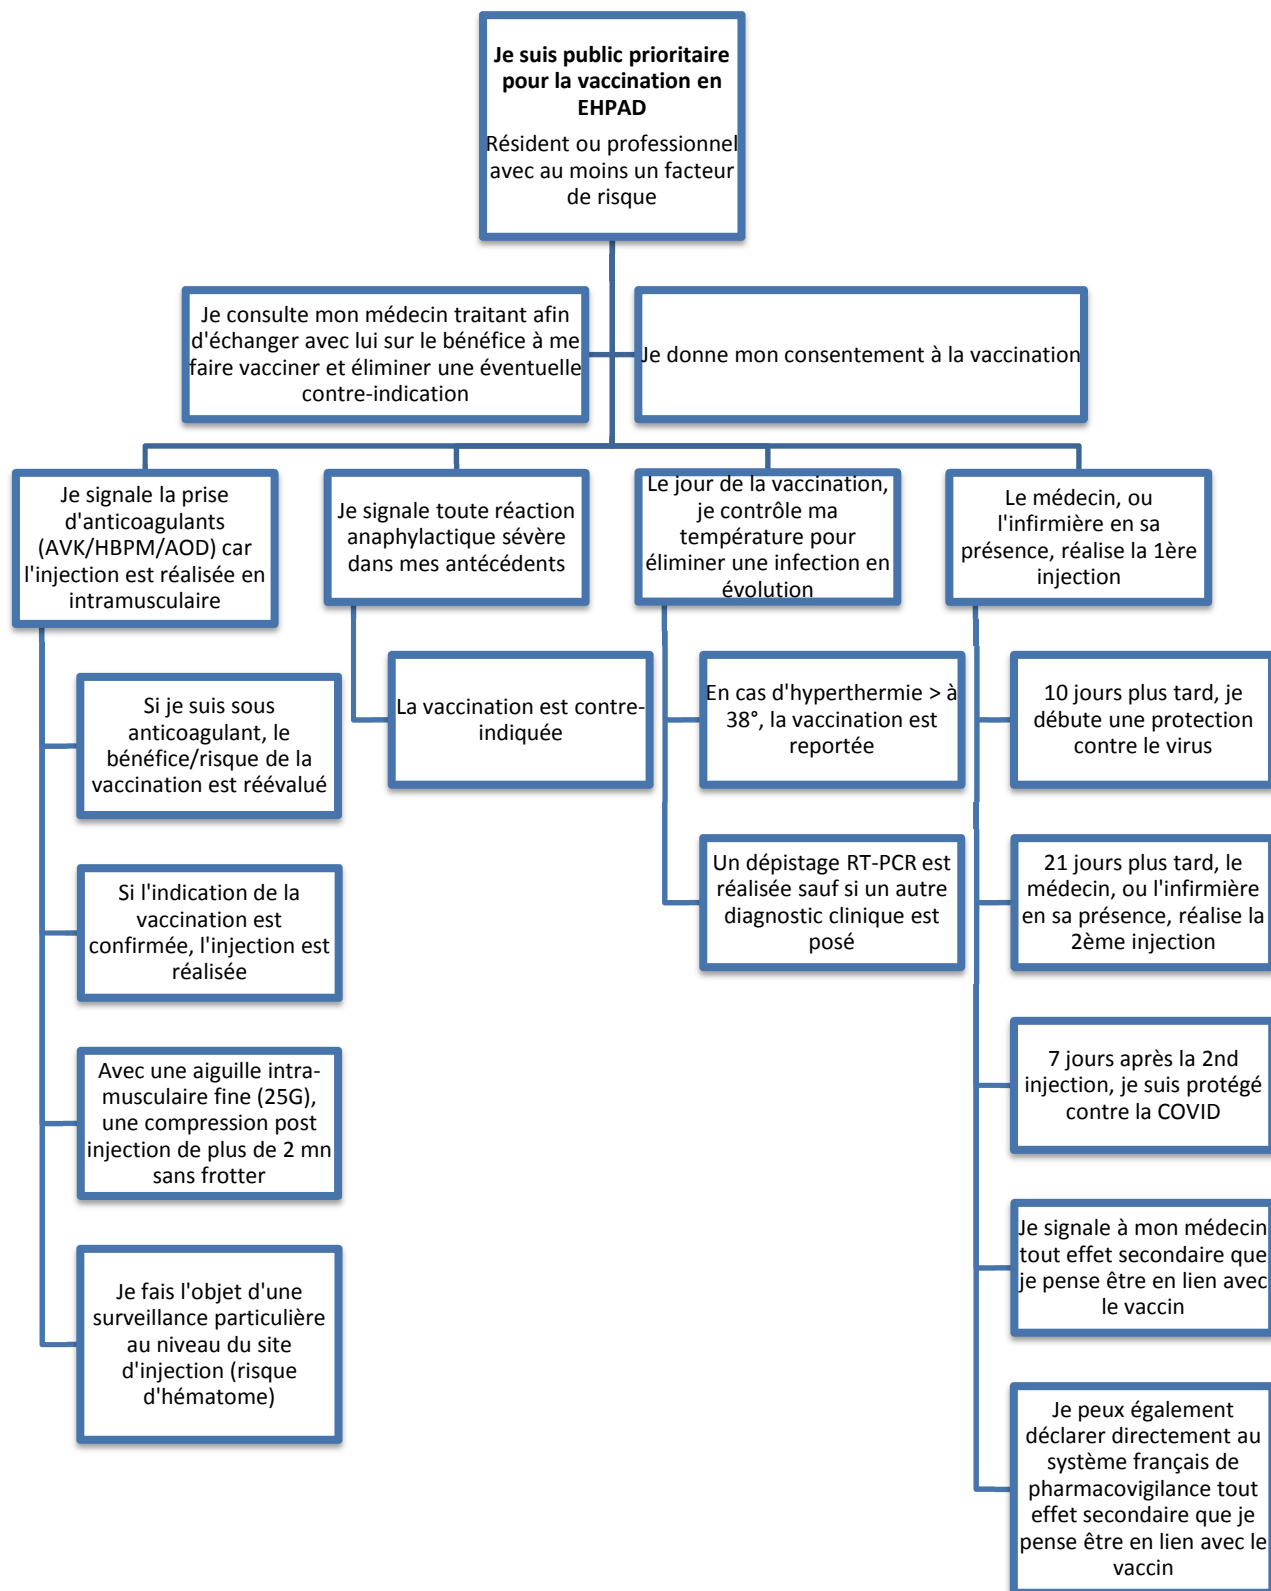 Je suis public prioritaire
pour la vaccination en
EHPAD
Résident ou professionnel
avec au moins un facteur
de risque
Je consulte mon médecin traitant afin
d'échanger avec lui sur le bénéfice à me
faire vacciner et éliminer une éventuelle
contre-indication
Je donne mon consentement à la vaccination
Je signale la prise
d'anticoagulants
(AVK/HBPM/AOD) car
l'injection est réalisée en
intramusculaire
Si je suis sous
anticoagulant, le
bénéfice/risque de la
vaccination est réévalué
Si l'indication de la
vaccination est
confirmée, l'injection est
réalisée
Avec une aiguille intra-
musculaire fine (25G),
une compression post
injection de plus de 2 mn
sans frotter
Je fais l'objet d'une
surveillance particulière
au niveau du site
d'injection (risque
d'hématome)
Je signale toute réaction
anaphylactique sévère
dans mes antécédents
La vaccination est contre-
indiquée
Le jour de la vaccination,
je contrôle ma
température pour
éliminer une infection en
évolution
En cas d'hyperthermie > à
38°, la vaccination est
reportée
Un dépistage RT-PCR est
réalisée sauf si un autre
diagnostic clinique est
posé
Le médecin, ou
l'infirmière en sa
présence, réalise la 1ère
injection
10 jours plus tard, je
débute une protection
contre le virus
21 jours plus tard, le
médecin, ou l'infirmière
en sa présence, réalise la
2ème injection
7 jours après la 2nd
injection, je suis protégé
contre la COVID
Je signale à mon médecin
tout effet secondaire que
je pense être en lien avec
le vaccin
Je peux également
déclarer directement au
système français de
pharmacovigilance tout
effet secondaire que je
pense être en lien avec le
vaccin